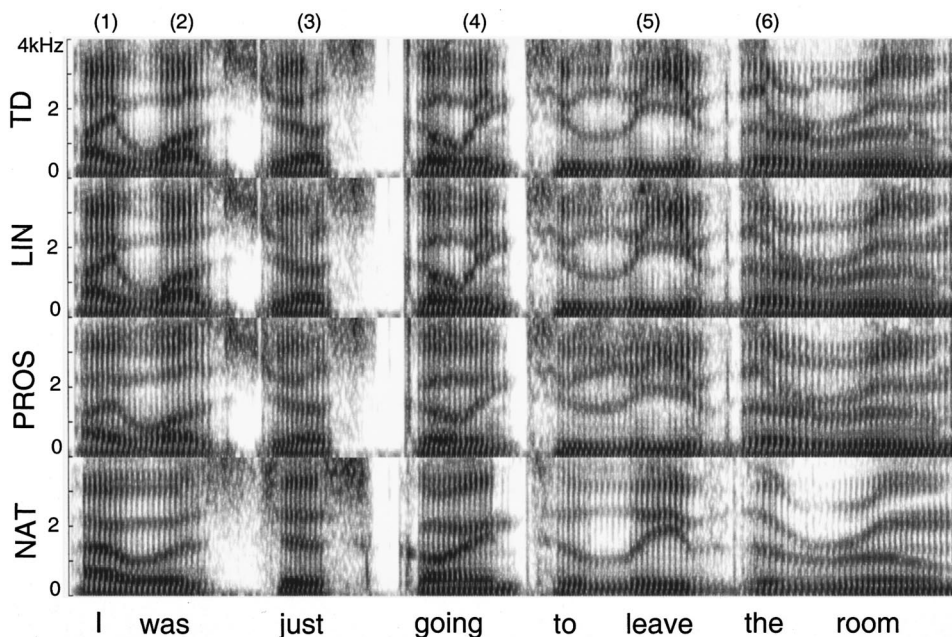 (1) (2) (3) (4) (5) (6)
4kHz
2
0
TD
2
0
LIN
2
0
PROS
2
0
NAT
I was just going to leave the room